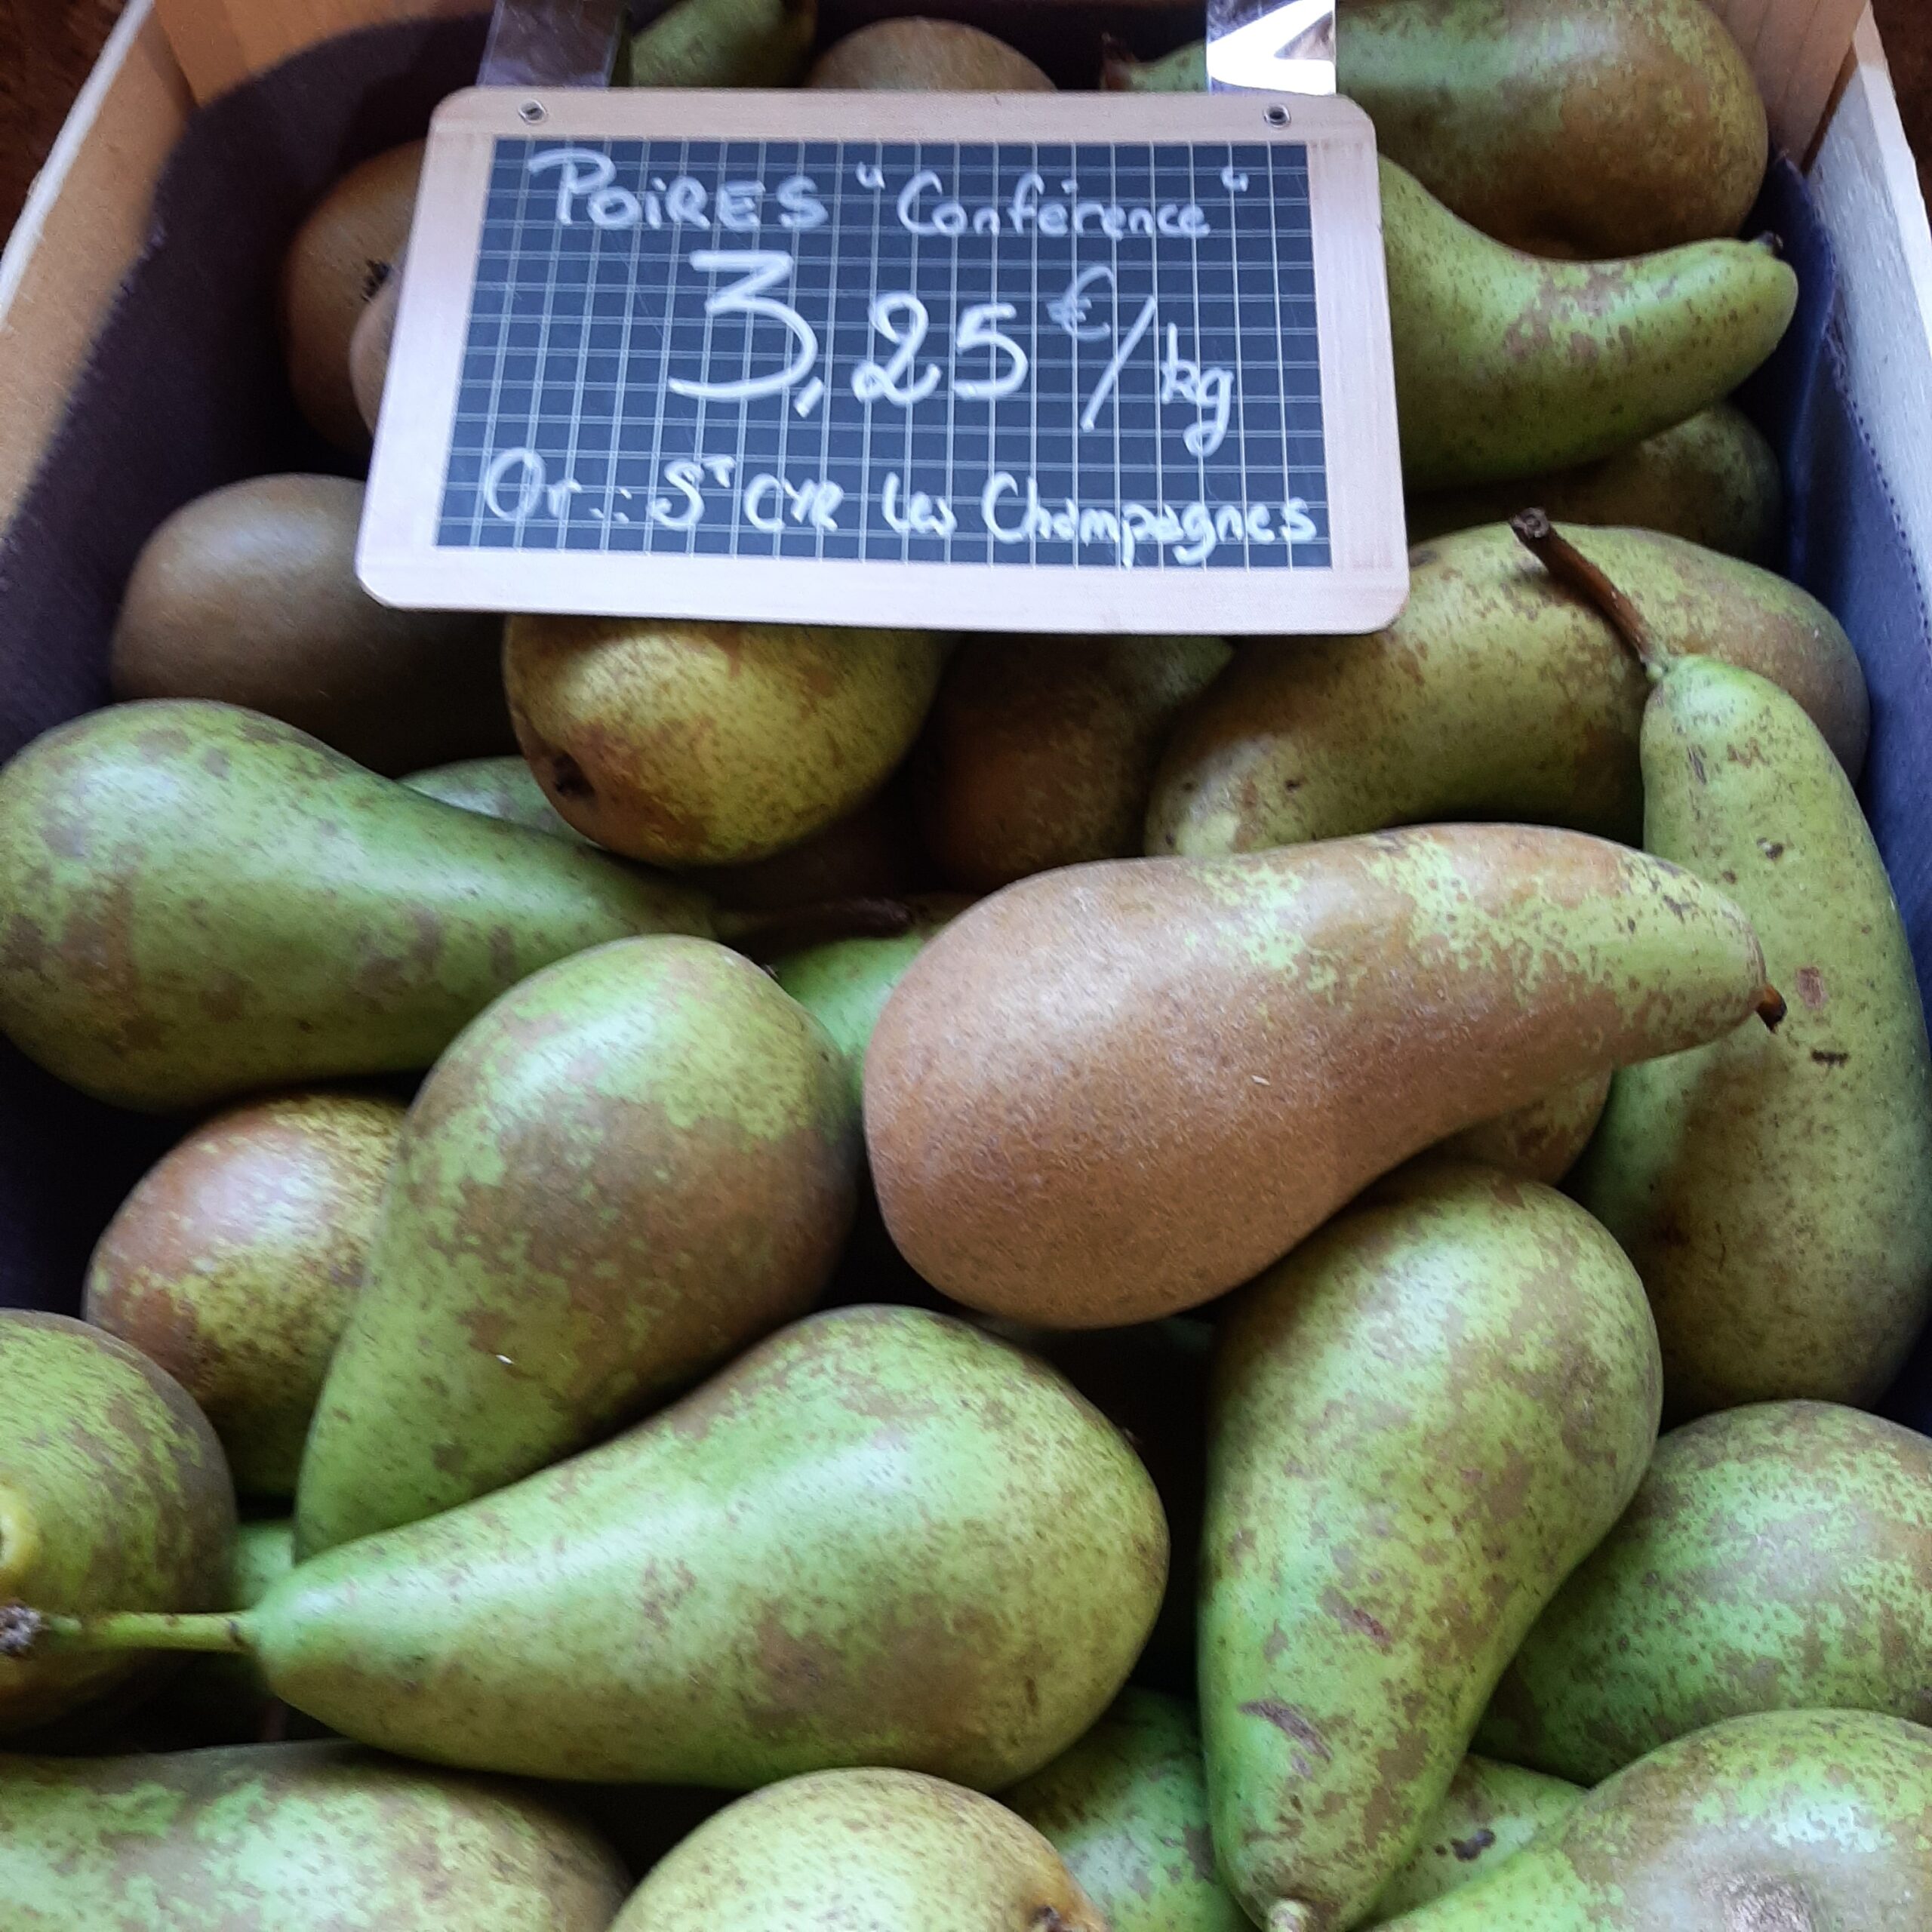 POiRES "Conférence"
3,25 €/kg
Or.: St CYR les Champagnes